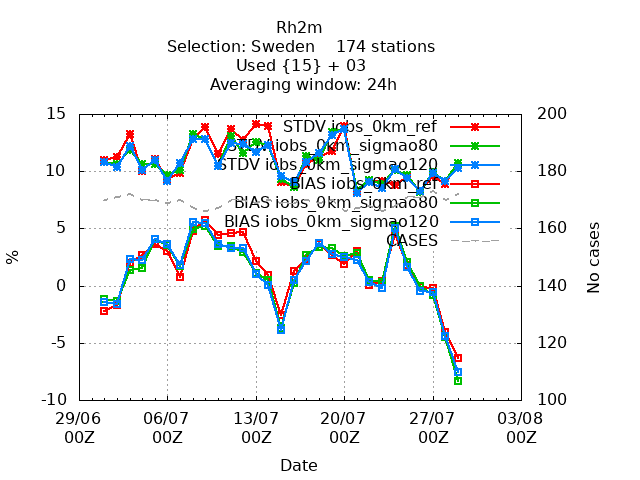 Rh2m
Selection: Sweden    174 stations
Used {15} + 03
Averaging window: 24h
15
10
5
0
-5
-10
%
200
180
160
140
120
100
No cases
STDV iobs_0km_ref
STDV iobs_0km_sigmao80
STDV iobs_0km_sigmao120
BIAS iobs_0km_ref
BIAS iobs_0km_sigmao80
BIAS iobs_0km_sigmao120
CASES
29/06 06/07 13/07 20/07 27/07 03/08
00Z 00Z 00Z 00Z 00Z 00Z
Date